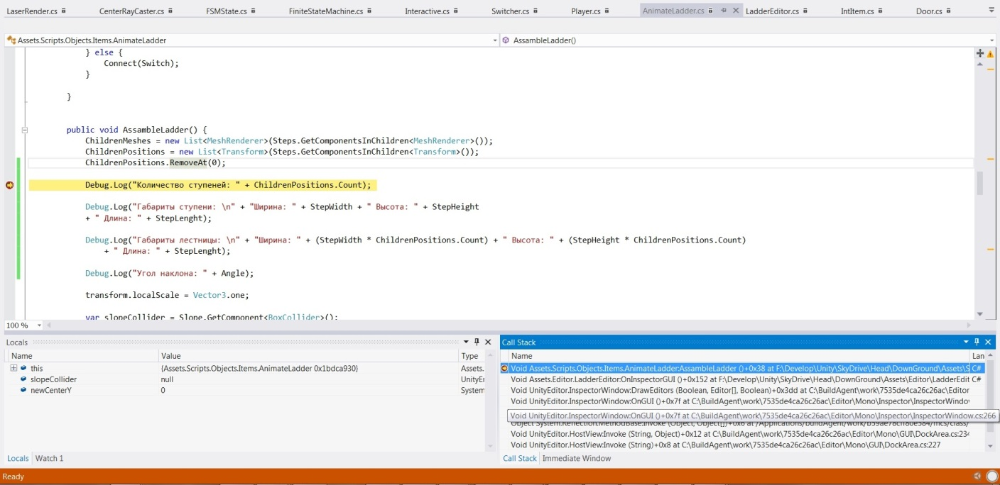 LaserRender.cs CenterRayCaster.cs FSMState.cs FiniteStateMachine.cs Interactive.cs Switcher.cs Player.cs AnimateLadder.cs LadderEditor.cs IntItem.cs Door.cs
Assets.Scripts.Objects.Items.AnimateLadder AssambleLadder()
} else {
Connect(Switch);
}
}
public void AssambleLadder() {
ChildrenMeshes = new List<MeshRenderer>(Steps.GetComponentsInChildren<MeshRenderer>());
ChildrenPositions = new List<Transform>(Steps.GetComponentsInChildren<Transform>());
ChildrenPositions.RemoveAt(0);
Debug.Log("Количество ступеней: " + ChildrenPositions.Count);
Debug.Log("Габариты ступени: \n" + "Ширина: " + StepWidth + " Высота: " + StepHeight
+ " Длина: " + StepLenght);
Debug.Log("Габариты лестницы: \n" + "Ширина: " + (StepWidth * ChildrenPositions.Count) + " Высота: " + (StepHeight * ChildrenPositions.Count)
+ " Длина: " + StepLenght);
Debug.Log("Угол наклона: " + Angle);
transform.localScale = Vector3.one;
var slopeCollider = Slope.GetComponent<BoxCollider>();
100 %
Locals
Name Value Type
this {Assets.Scripts.Objects.Items.AnimateLadder 0x1bdca930} Assets.
slopeCollider null UnityEr
newCenterY 0 System
Locals Watch 1
Call Stack
Name Lan
Void Assets.Scripts.Objects.Items.AnimateLadder:AssambleLadder ()+0x38 at F:\Develop\Unity\SkyDrive\Head\DownGround\Assets\S C#
Void Assets.Editor.LadderEditor:OnInspectorGUI ()+0x152 at F:\Develop\Unity\SkyDrive\Head\DownGround\Assets\Editor\LadderEdit C#
Void UnityEditor.InspectorWindow:DrawEditors (Boolean, Editor[], Boolean)+0x3dd at C:\BuildAgent\work\7535de4ca26c26ac\Editor
Void UnityEditor.InspectorWindow:OnGUI ()+0x7f at C:\BuildAgent\work\7535de4ca26c26ac\Editor\Mono\Inspector\InspectorWindov
Void UnityEditor.InspectorWindow:OnGUI ()+0x7f at C:\BuildAgent\work\7535de4ca26c26ac\Editor\Mono\Inspector\InspectorWindow.cs:266
Object System.Reflection.MethodBase:Invoke (Object, Object[])+0x6 at
Void UnityEditor.HostView:Invoke (String, Object)+0x12 at C:\BuildAgent\work\7535de4ca26c26ac\Editor\Mono\GUI\DockArea.cs:234
Void UnityEditor.HostView:Invoke (String)+0x8 at C:\BuildAgent\work\7535de4ca26c26ac\Editor\Mono\GUI\DockArea.cs:227
Call Stack Immediate Window
Ready